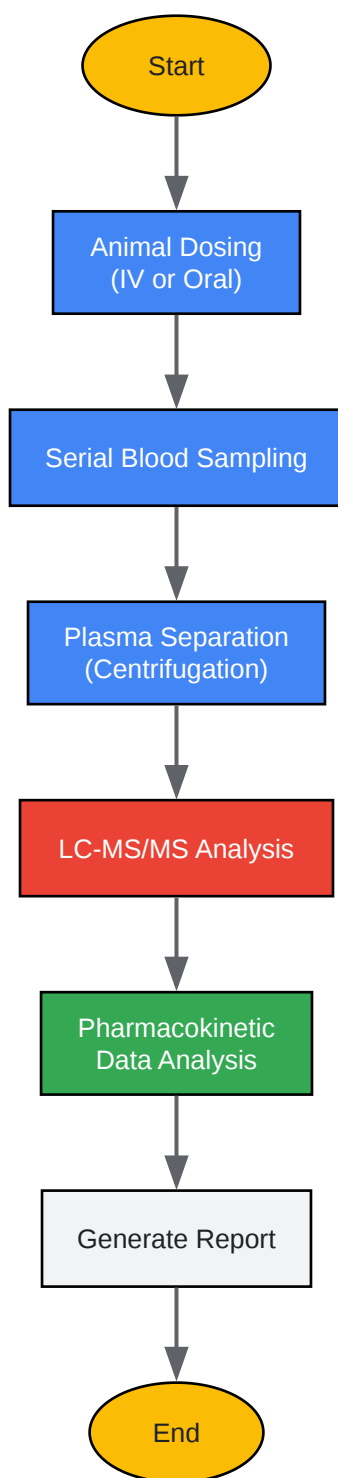 Start
Animal Dosing
(IV or Oral)
Serial Blood Sampling
Plasma Separation
(Centrifugation)
LC-MS/MS Analysis
Pharmacokinetic
Data Analysis
Generate Report
End